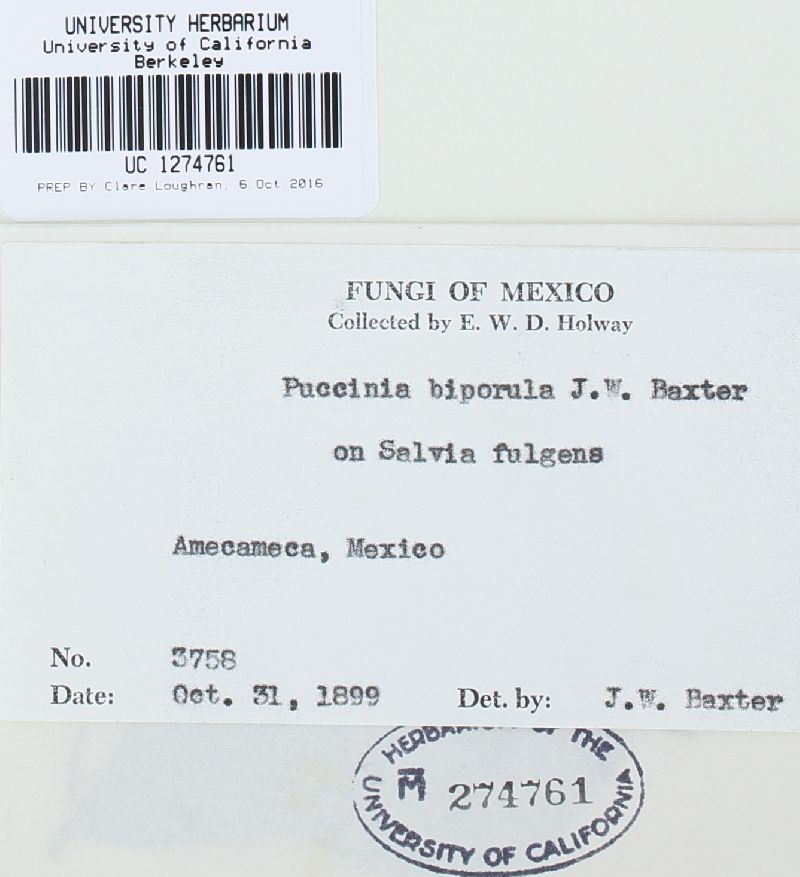 UNIVERSITY HERBARIUM
University of California
Berkeley
UC 1274761
PREP BY Clare Loughran, 6 Oct 2016
FUNGI OF MEXICO
Collected by E. W. D. Holway
Puccinia biporula J.W. Baxter
on Salvia fulgens
Amecameca, Mexico
No. 3758
Date: Oct. 31, 1899 Det. by: J.W. Baxter
HERBARIUM OF THE
274761
UNIVERSITY OF CALIFORNIA